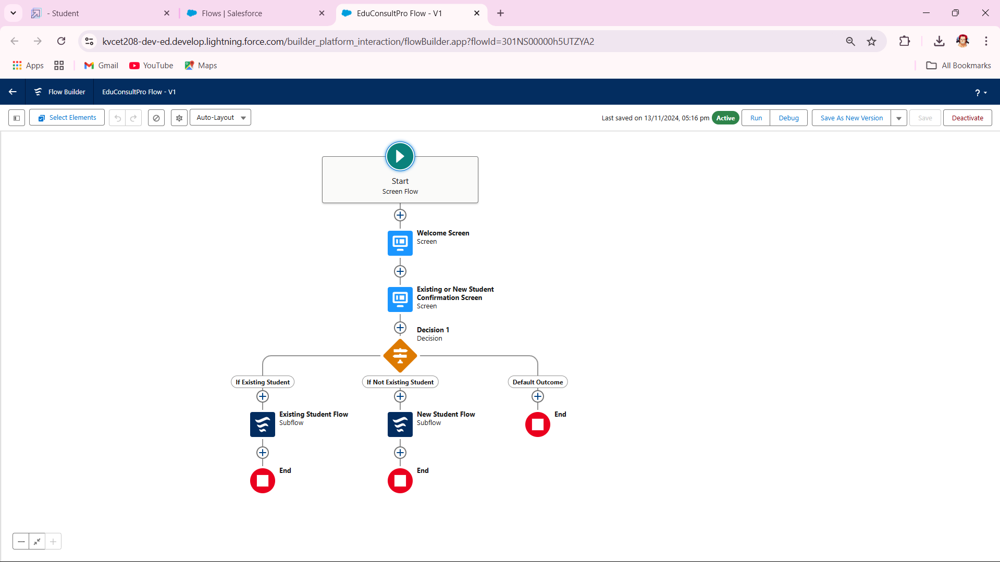 - Student
Flows | Salesforce
EduConsultPro Flow - V1
kvcet208-dev-ed.develop.lightning.force.com/builder_platform_interaction/flowBuilder.app?flowId=301NS00000h5UTZYA2
Apps
Gmail
YouTube
Maps
All Bookmarks
Flow Builder
EduConsultPro Flow - V1
?
Select Elements
Auto-Layout
Last saved on 13/11/2024, 05:16 pm
Active
Run
Debug
Save As New Version
Save
Deactivate
Start
Screen Flow
Welcome Screen
Screen
Existing or New Student
Confirmation Screen
Screen
Decision 1
Decision
If Existing Student
If Not Existing Student
Default Outcome
Existing Student Flow
Subflow
New Student Flow
Subflow
End
End
End